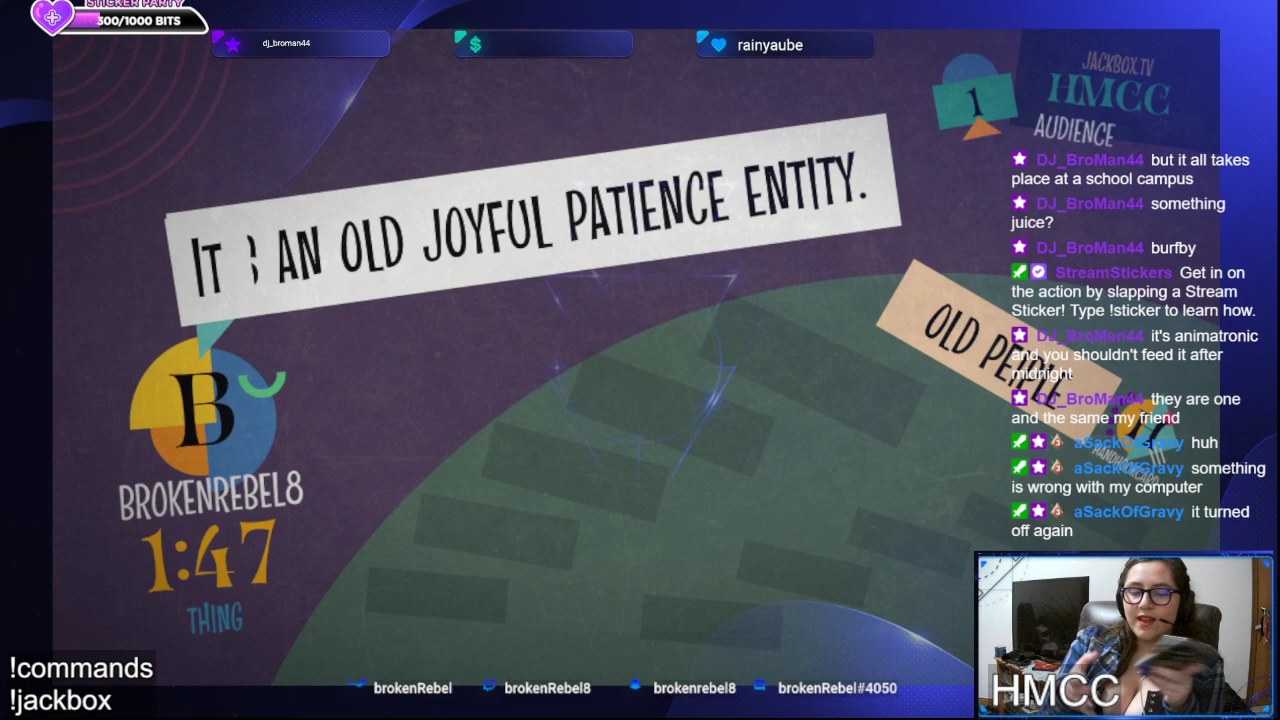 STICKER PARTY
300/1000 BITS
dj_broman44
$
rainyaube
JACKBOX.TV
HMCC
AUDIENCE
1
IT IS AN OLD JOYFUL PATIENCE ENTITY.
OLD PEOPLE
B
BROKENREBEL8
1:47
THING
DJ_BroMan44 but it all takes
place at a school campus
DJ_BroMan44 something
juice?
DJ_BroMan44 burfby
StreamStickers Get in on
the action by slapping a Stream
Sticker! Type !sticker to learn how.
DJ_BroMan44 it's animatronic
and you shouldn't feed it after
midnight
DJ_BroMan44 they are one
and the same my friend
aSackOfGravy huh
aSackOfGravy something
is wrong with my computer
aSackOfGravy it turned
off again
!commands
!jackbox
brokenRebel
brokenRebel8
brokenrebel8
brokenRebel#4050
HMCC